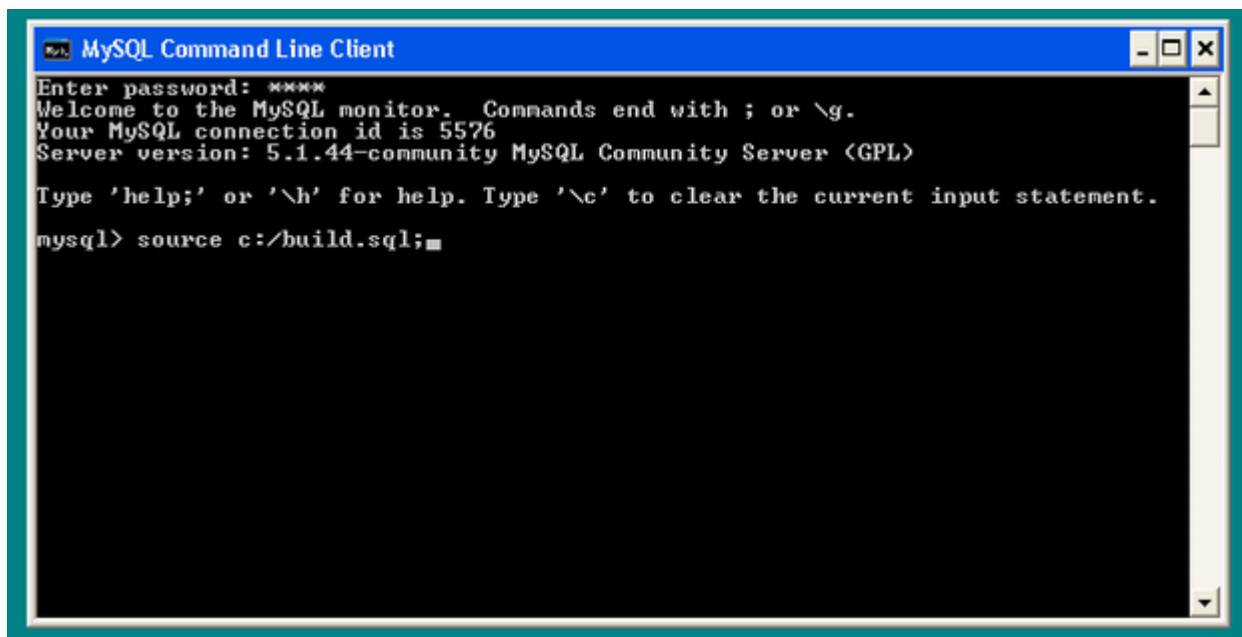 MySQL Command Line Client
Enter password: ****
Welcome to the MySQL monitor.  Commands end with ; or \g.
Your MySQL connection id is 5576
Server version: 5.1.44-community MySQL Community Server (GPL)
Type 'help;' or '\h' for help. Type '\c' to clear the current input statement.
mysql> source c:/build.sql;